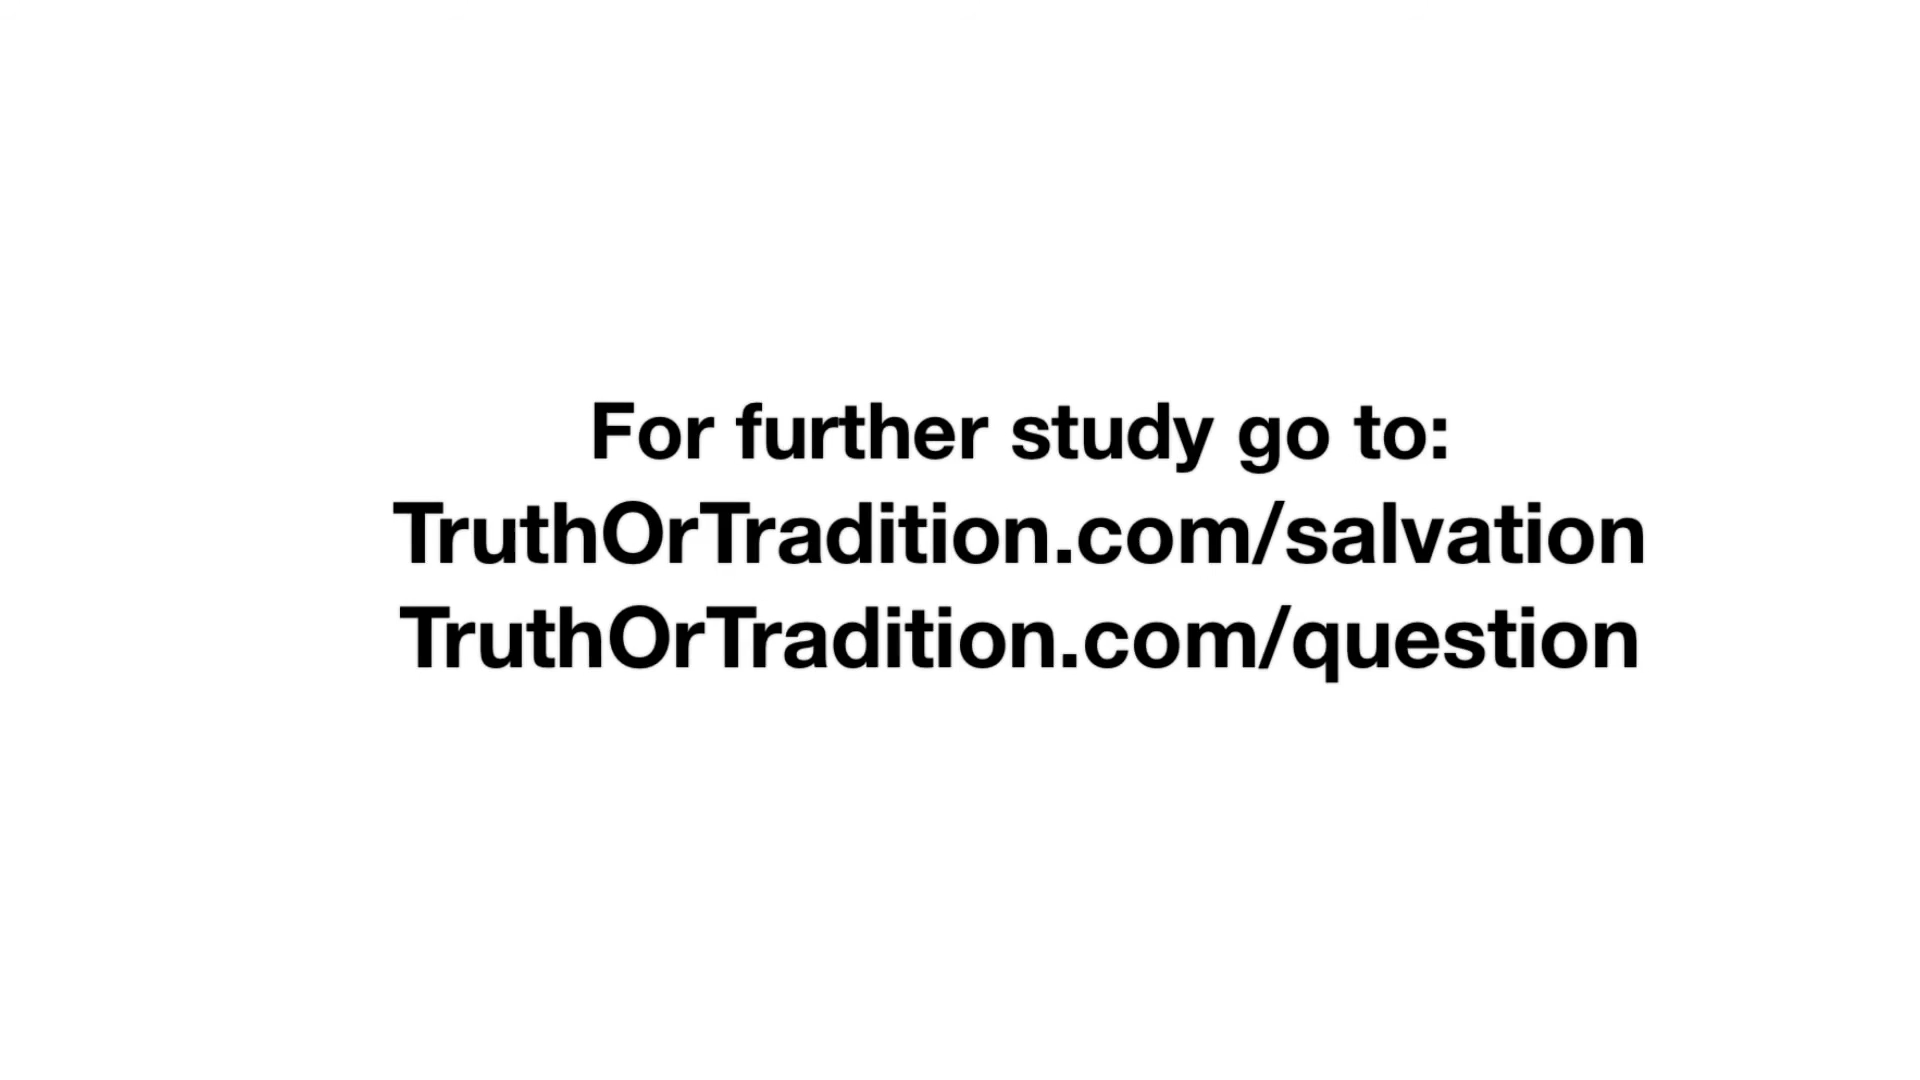 For further study go to:
TruthOrTradition.com/salvation
TruthOrTradition.com/question